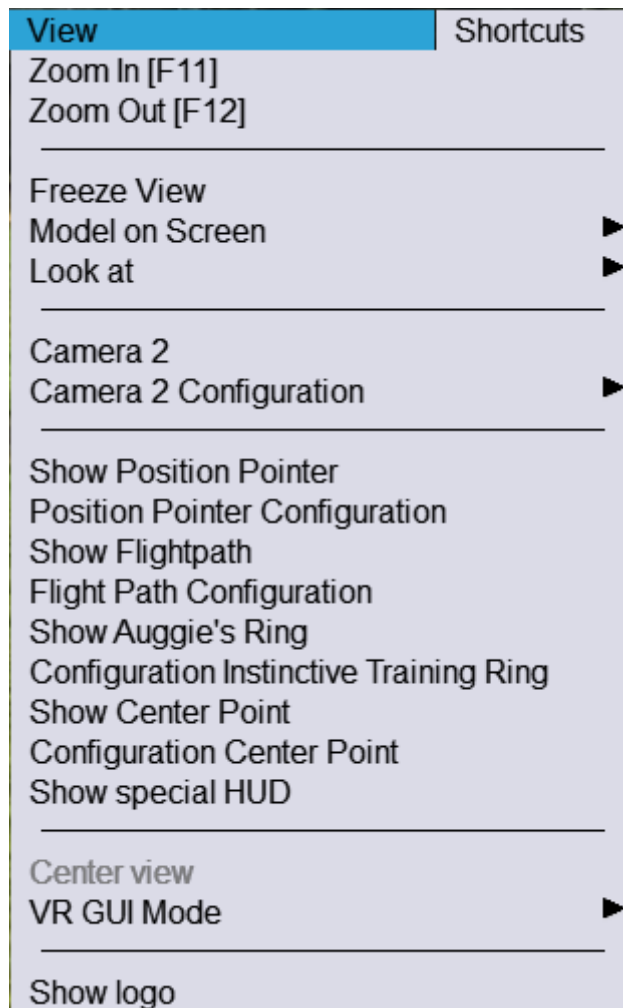 View Shortcuts
Zoom In [F11]
Zoom Out [F12]
Freeze View
Model on Screen
Look at
Camera 2
Camera 2 Configuration
Show Position Pointer
Position Pointer Configuration
Show Flightpath
Flight Path Configuration
Show Auggie's Ring
Configuration Instinctive Training Ring
Show Center Point
Configuration Center Point
Show special HUD
Center view
VR GUI Mode
Show logo